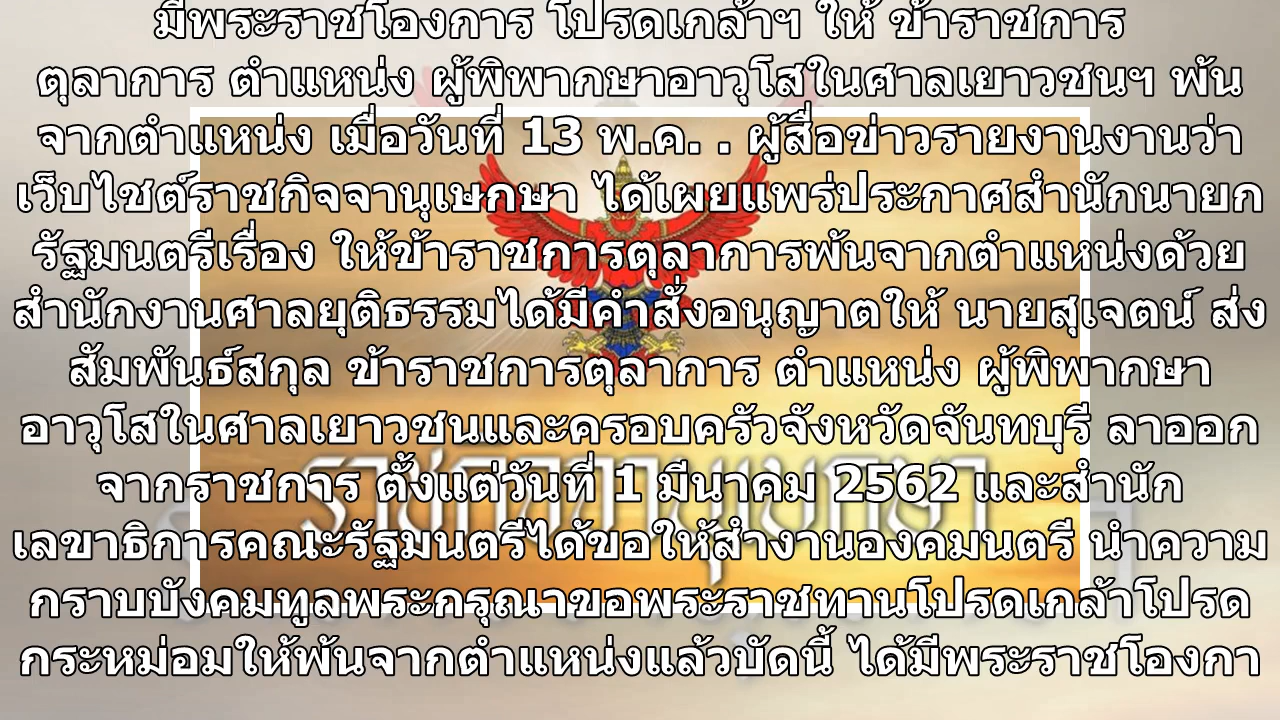 มีพระราชโองการ โปรดเกล้าฯ ให้ ข้าราชการ
ตุลาการ ตำแหน่ง ผู้พิพากษาอาวุโสในศาลเยาวชนฯ พ้น
จากตำแหน่ง เมื่อวันที่ 13 พ.ค. . ผู้สื่อข่าวรายงานงานว่า
เว็บไซต์ราชกิจจานุเษกษา ได้เผยแพร่ประกาศสำนักนายก
รัฐมนตรีเรื่อง ให้ข้าราชการตุลาการพ้นจากตำแหน่งด้วย
สำนักงานศาลยุติธรรมได้มีคำสั่งอนุญาตให้ นายสุเจตน์ ส่ง
สัมพันธ์สกุล ข้าราชการตุลาการ ตำแหน่ง ผู้พิพากษา
อาวุโสในศาลเยาวชนและครอบครัวจังหวัดจันทบุรี ลาออก
จากราชการ ตั้งแต่วันที่ 1 มีนาคม 2562 และสำนัก
เลขาธิการคณะรัฐมนตรีได้ขอให้สำงานองคมนตรี นำความ
กราบบังคมทูลพระกรุณาขอพระราชทานโปรดเกล้าโปรด
กระหม่อมให้พ้นจากตำแหน่งแล้วบัดนี้ ได้มีพระราชโองกา
ราชกิจจานุเบกษา